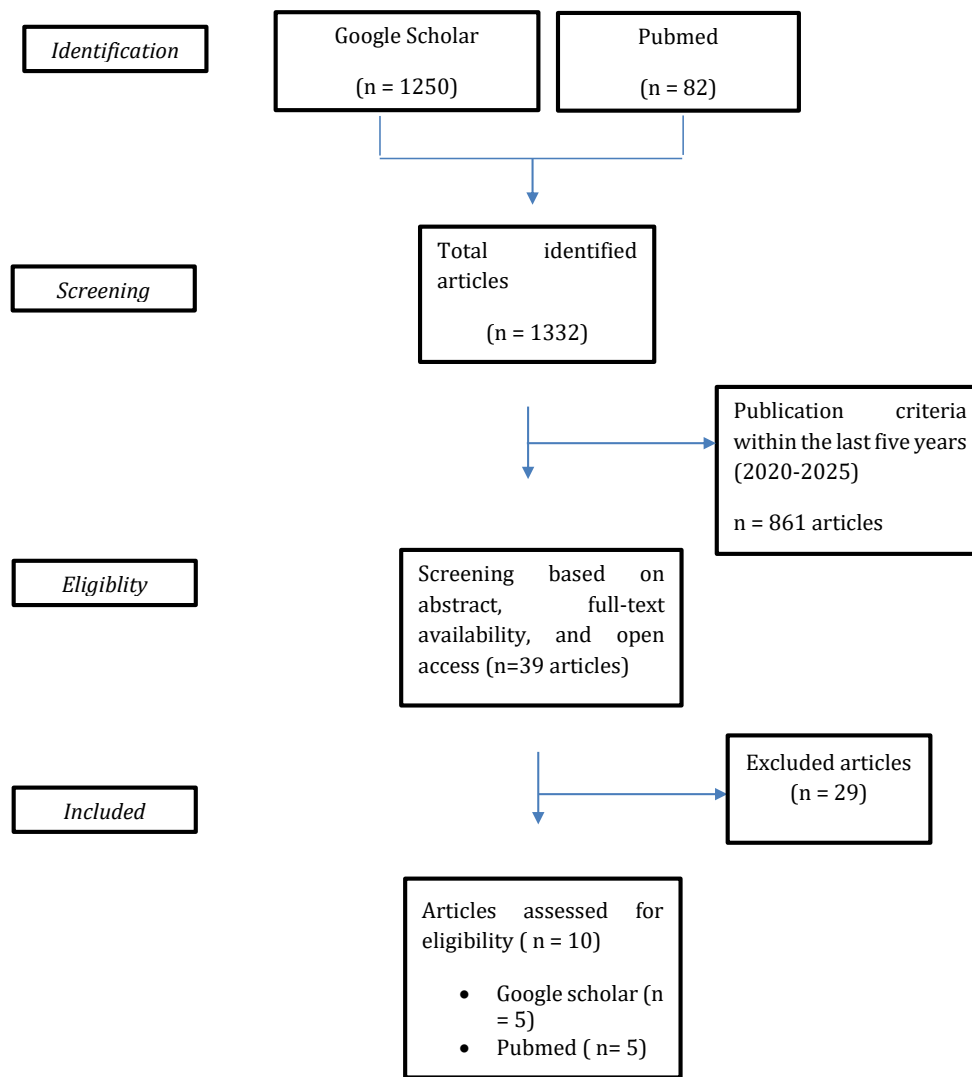 Identification
Google Scholar
(n = 1250)
Pubmed
(n = 82)
Screening
Total identified
articles
(n = 1332)
Publication criteria
within the last five years
(2020-2025)
n = 861 articles
Eligiblity
Screening based on
abstract, full-text
availability, and open
access (n=39 articles)
Included
Excluded articles
(n = 29)
Articles assessed for
eligibility ( n = 10)
• Google scholar (n
= 5)
• Pubmed ( n= 5)